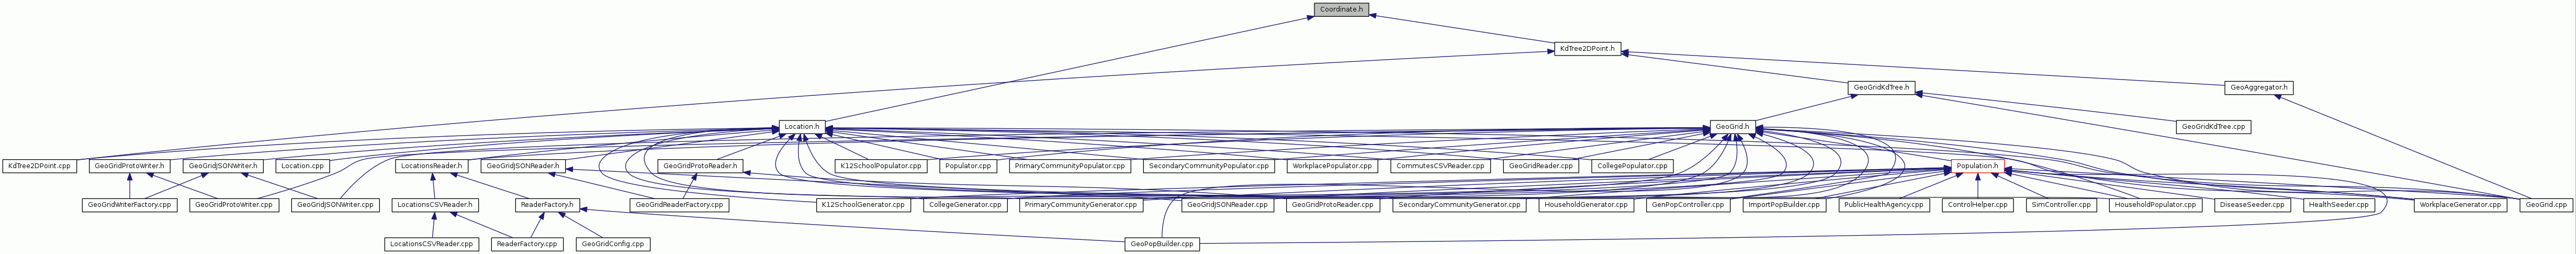 Coordinate.h
KdTree2DPoint.h
GeoGridKdTree.h
GeoAggregator.h
Location.h
GeoGrid.h
GeoGridKdTree.cpp
KdTree2DPoint.cpp
GeoGridProtoWriter.h
GeoGridJSONWriter.h
Location.cpp
LocationsReader.h
GeoGridJSONReader.h
GeoGridProtoReader.h
K12SchoolPopulator.cpp
Populator.cpp
PrimaryCommunityPopulator.cpp
SecondaryCommunityPopulator.cpp
WorkplacePopulator.cpp
CommutesCSVReader.cpp
GeoGridReader.cpp
CollegePopulator.cpp
Population.h
GeoGridWriterFactory.cpp
GeoGridProtoWriter.cpp
GeoGridJSONWriter.cpp
LocationsCSVReader.h
ReaderFactory.h
GeoGridReaderFactory.cpp
K12SchoolGenerator.cpp
CollegeGenerator.cpp
PrimaryCommunityGenerator.cpp
GeoGridJSONReader.cpp
GeoGridProtoReader.cpp
SecondaryCommunityGenerator.cpp
HouseholdGenerator.cpp
GenPopController.cpp
ImportPopBuilder.cpp
PublicHealthAgency.cpp
ControlHelper.cpp
SimController.cpp
HouseholdPopulator.cpp
DiseaseSeeder.cpp
HealthSeeder.cpp
WorkplaceGenerator.cpp
GeoGrid.cpp
LocationsCSVReader.cpp
ReaderFactory.cpp
GeoGridConfig.cpp
GeoPopBuilder.cpp